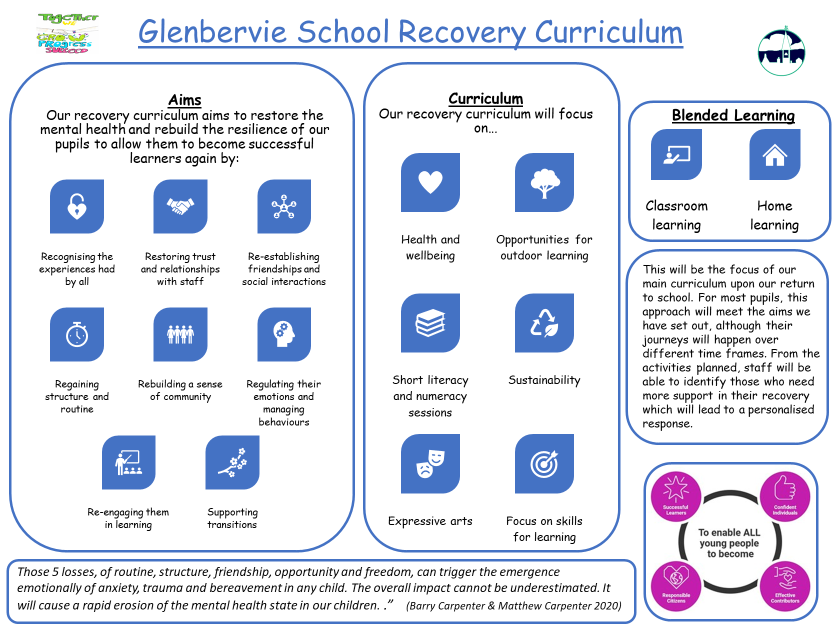 Together
Glenbervie School Recovery Curriculum
Aims
Our recovery curriculum aims to restore the
mental health and rebuild the resilience of our
pupils to allow them to become successful
learners again by:
Recognising the
experiences had
by all
Restoring trust
and relationships
with staff
Re-establishing
friendships and
social interactions
Regaining
structure and
routine
Rebuilding a sense
of community
Regulating their
emotions and
managing
behaviours
Re-engaging them
in learning
Supporting
transitions
Curriculum
Our recovery curriculum will focus
on...
Health and
wellbeing
Opportunities for
outdoor learning
Short literacy
and numeracy
sessions
Sustainability
Expressive arts
Focus on skills
for learning
Blended Learning
Classroom
learning
Home
learning
This will be the focus of our
main curriculum upon our return
to school. For most pupils, this
approach will meet the aims we
have set out, although their
journeys will happen over
different time frames. From the
activities planned, staff will be
able to identify those who need
more support in their recovery
which will lead to a personalised
response.
Successful
Learners
Confident
Individuals
To enable ALL
young people
to become
Responsible
Citizens
Effective
Contributors
Those 5 losses, of routine, structure, friendship, opportunity and freedom, can trigger the emergence
emotionally of anxiety, trauma and bereavement in any child. The overall impact cannot be underestimated. It
will cause a rapid erosion of the mental health state in our children. .” (Barry Carpenter & Matthew Carpenter 2020)